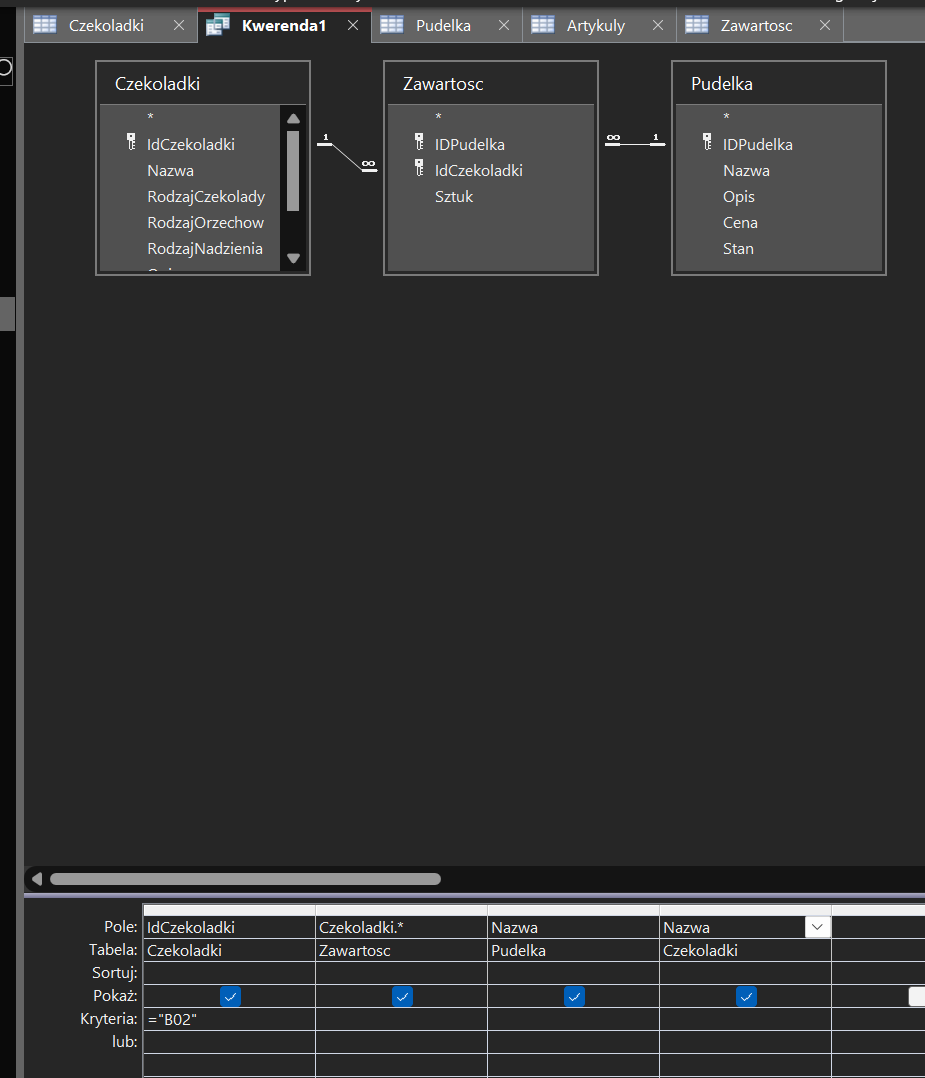 Czekoladki Kwerenda1 Pudelka Artykuly Zawartosc
Czekoladki
*
IdCzekoladki
Nazwa
RodzajCzekolady
RodzajOrzechow
RodzajNadzienia
1
∞
Zawartosc
*
IDPudelka
IdCzekoladki
Sztuk
∞ 1
Pudelka
*
IDPudelka
Nazwa
Opis
Cena
Stan
Pole: IdCzekoladki Czekoladki.* Nazwa Nazwa
Tabela: Czekoladki Zawartosc Pudelka Czekoladki
Sortuj:
Pokaż:
Kryteria: ="B02"
lub: